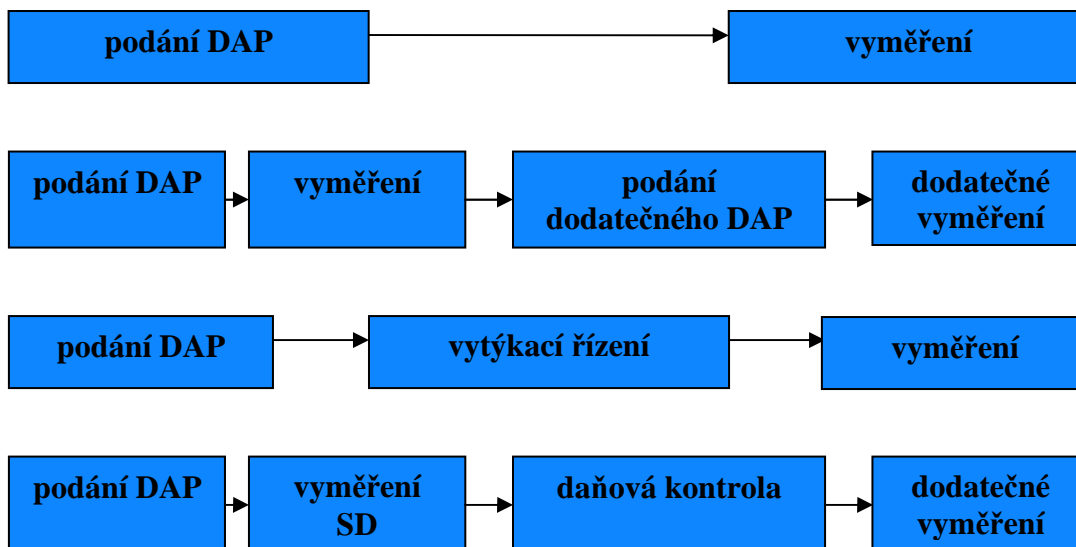 podání DAP
vyměření
podání DAP
vyměření
podání
dodatečného DAP
dodatečné
vyměření
podání DAP
vytýkací řízení
vyměření
podání DAP
vyměření
SD
daňová kontrola
dodatečné
vyměření